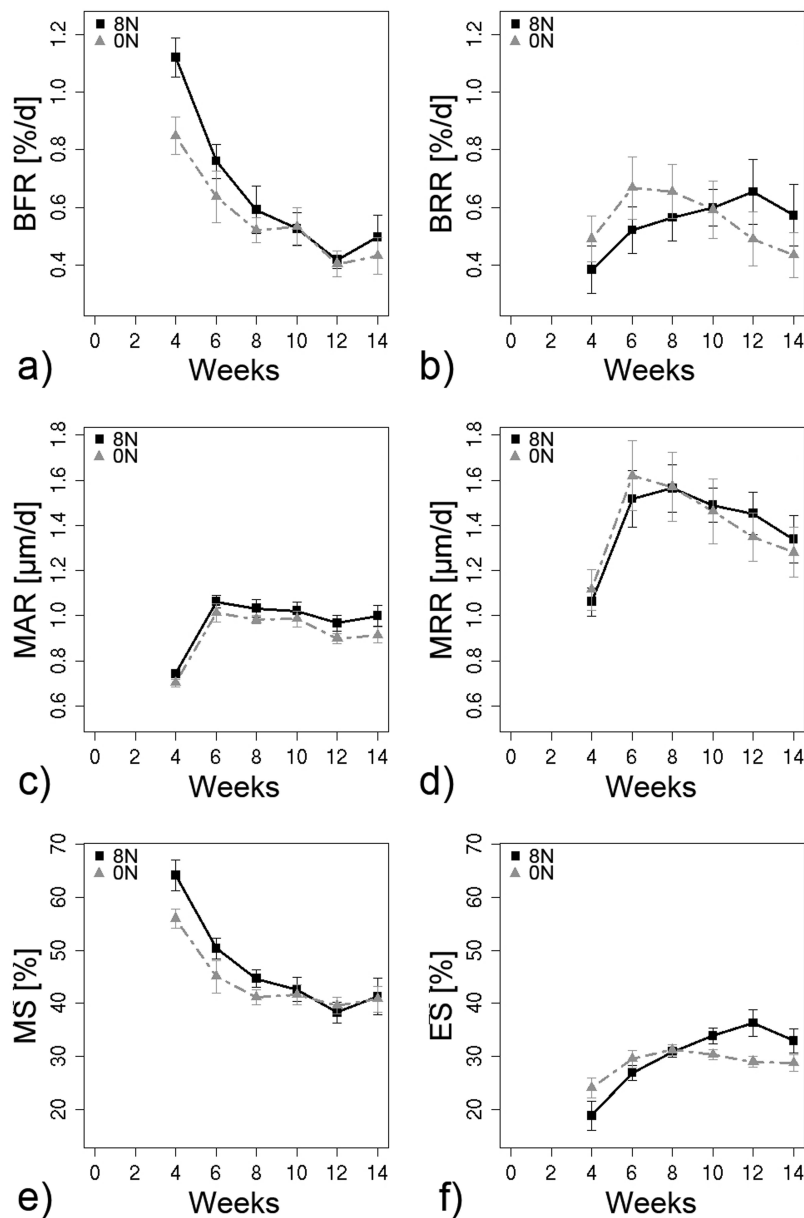 8N
0N
BFR [%/d]
1.2
1.0
0.8
0.6
0.4
0 2 4 6 8 10 12 14
Weeks
a)
8N
0N
BRR [%/d]
1.2
1.0
0.8
0.6
0.4
0 2 4 6 8 10 12 14
Weeks
b)
8N
0N
MAR [µm/d]
1.8
1.6
1.4
1.2
1.0
0.8
0.6
0 2 4 6 8 10 12 14
Weeks
c)
8N
0N
MRR [µm/d]
1.8
1.6
1.4
1.2
1.0
0.8
0.6
0 2 4 6 8 10 12 14
Weeks
d)
8N
0N
MS [%]
70
60
50
40
30
20
0 2 4 6 8 10 12 14
Weeks
e)
8N
0N
ES [%]
70
60
50
40
30
20
0 2 4 6 8 10 12 14
Weeks
f)